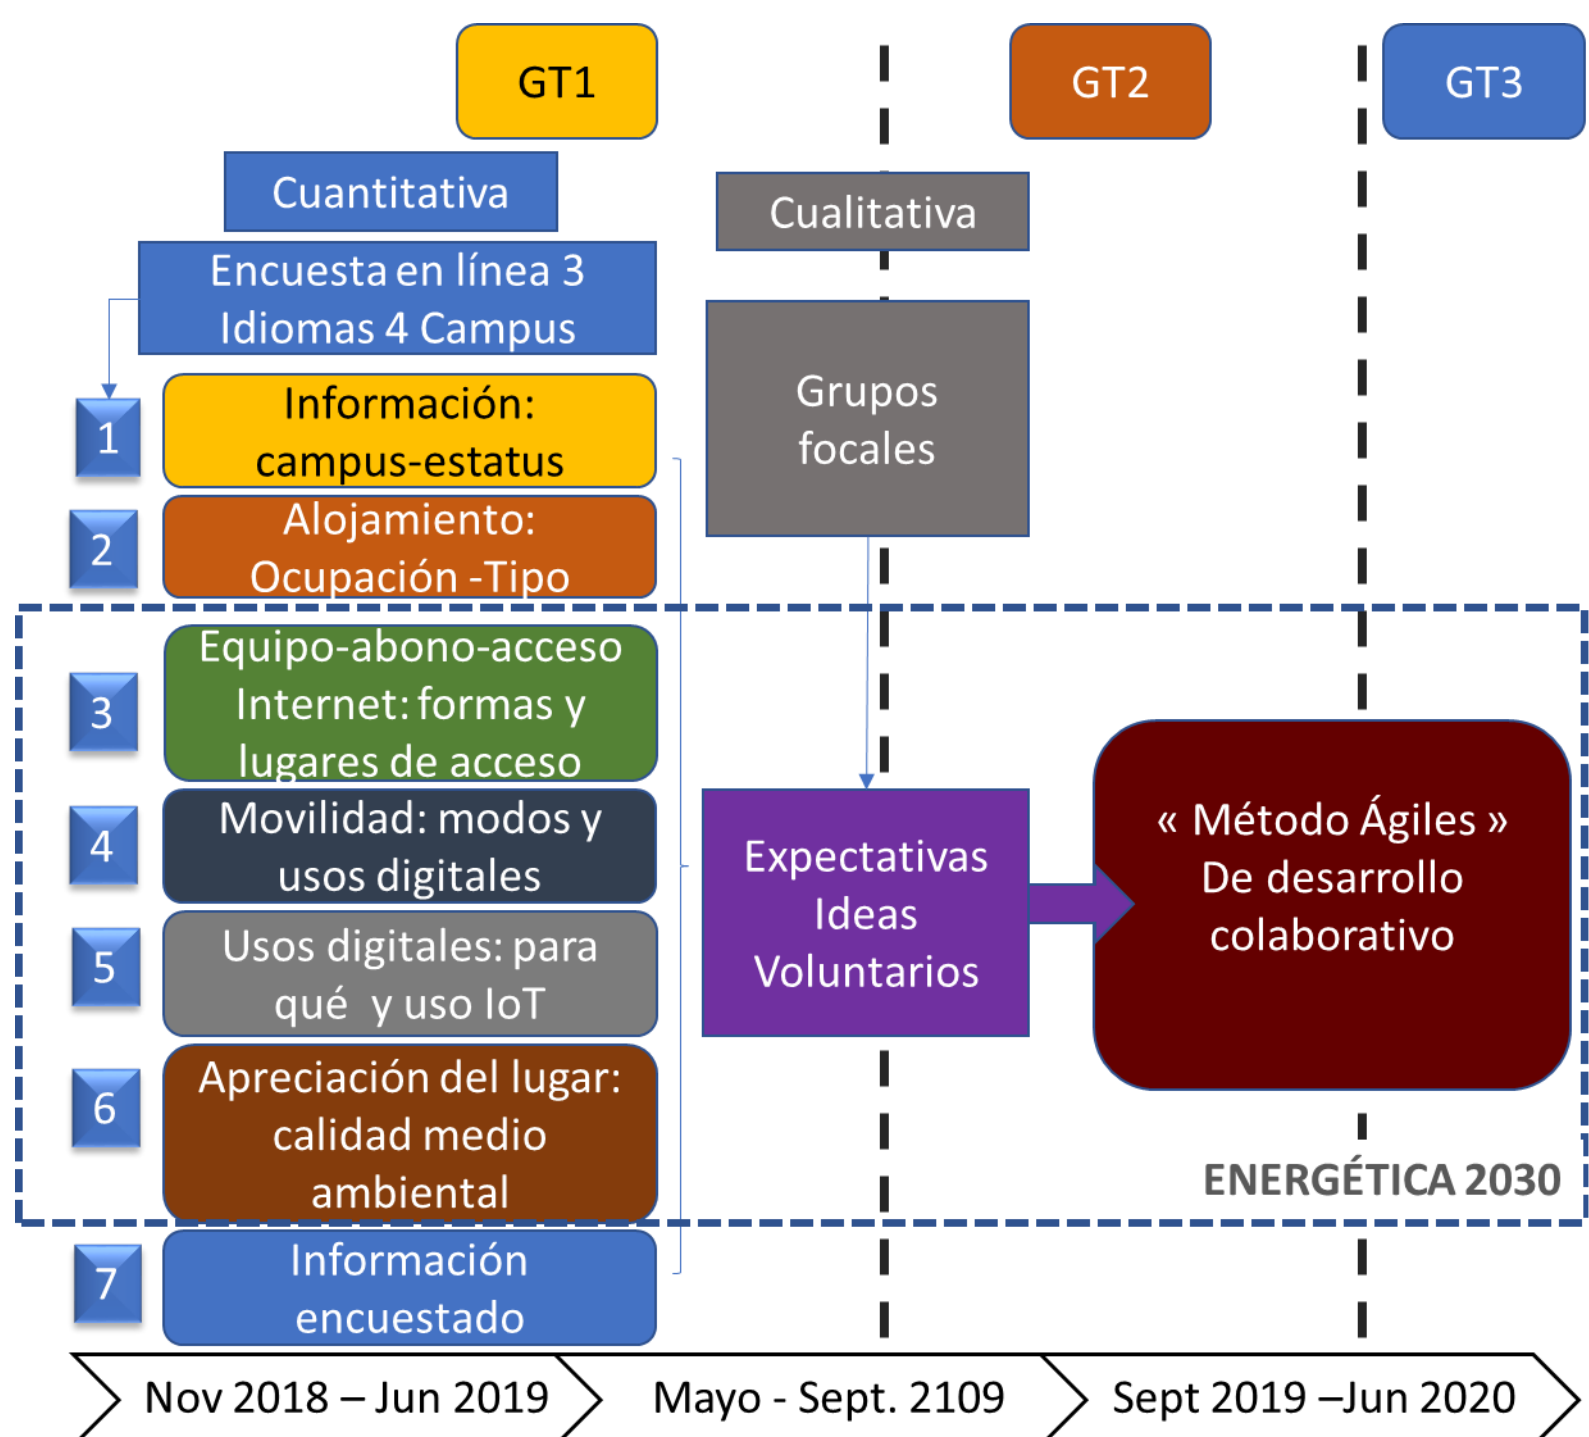 GT1
GT2
GT3
Cuantitativa
Cualitativa
Encuesta en línea 3
Idiomas 4 Campus
Grupos
focales
1
Información:
campus-estatus
2
Alojamiento:
Ocupación -Tipo
3
Equipo-abono-acceso
Internet: formas y
lugares de acceso
4
Movilidad: modos y
usos digitales
5
Usos digitales: para
qué y uso IoT
6
Apreciación del lugar:
calidad medio
ambiental
7
Información
encuestado
Expectativas
Ideas
Voluntarios
« Método Ágiles »
De desarrollo
colaborativo
ENERGÉTICA 2030
Nov 2018 – Jun 2019
Mayo - Sept. 2109
Sept 2019 –Jun 2020